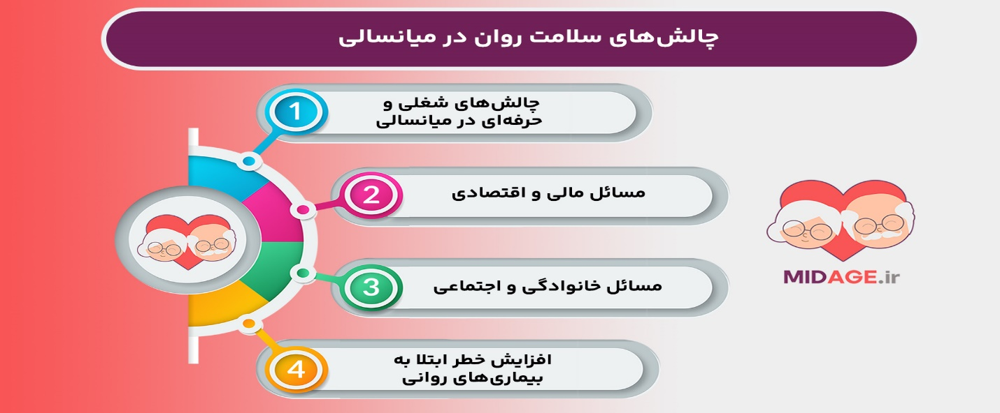 چالش‌های سلامت روان در میانسالی
1
چالش‌های شغلی و
حرفه‌ای در میانسالی
2
مسائل مالی و اقتصادی
3
مسائل خانوادگی و اجتماعی
4
افزایش خطر ابتلا به
بیماری‌های روانی
MIDAGE.ir